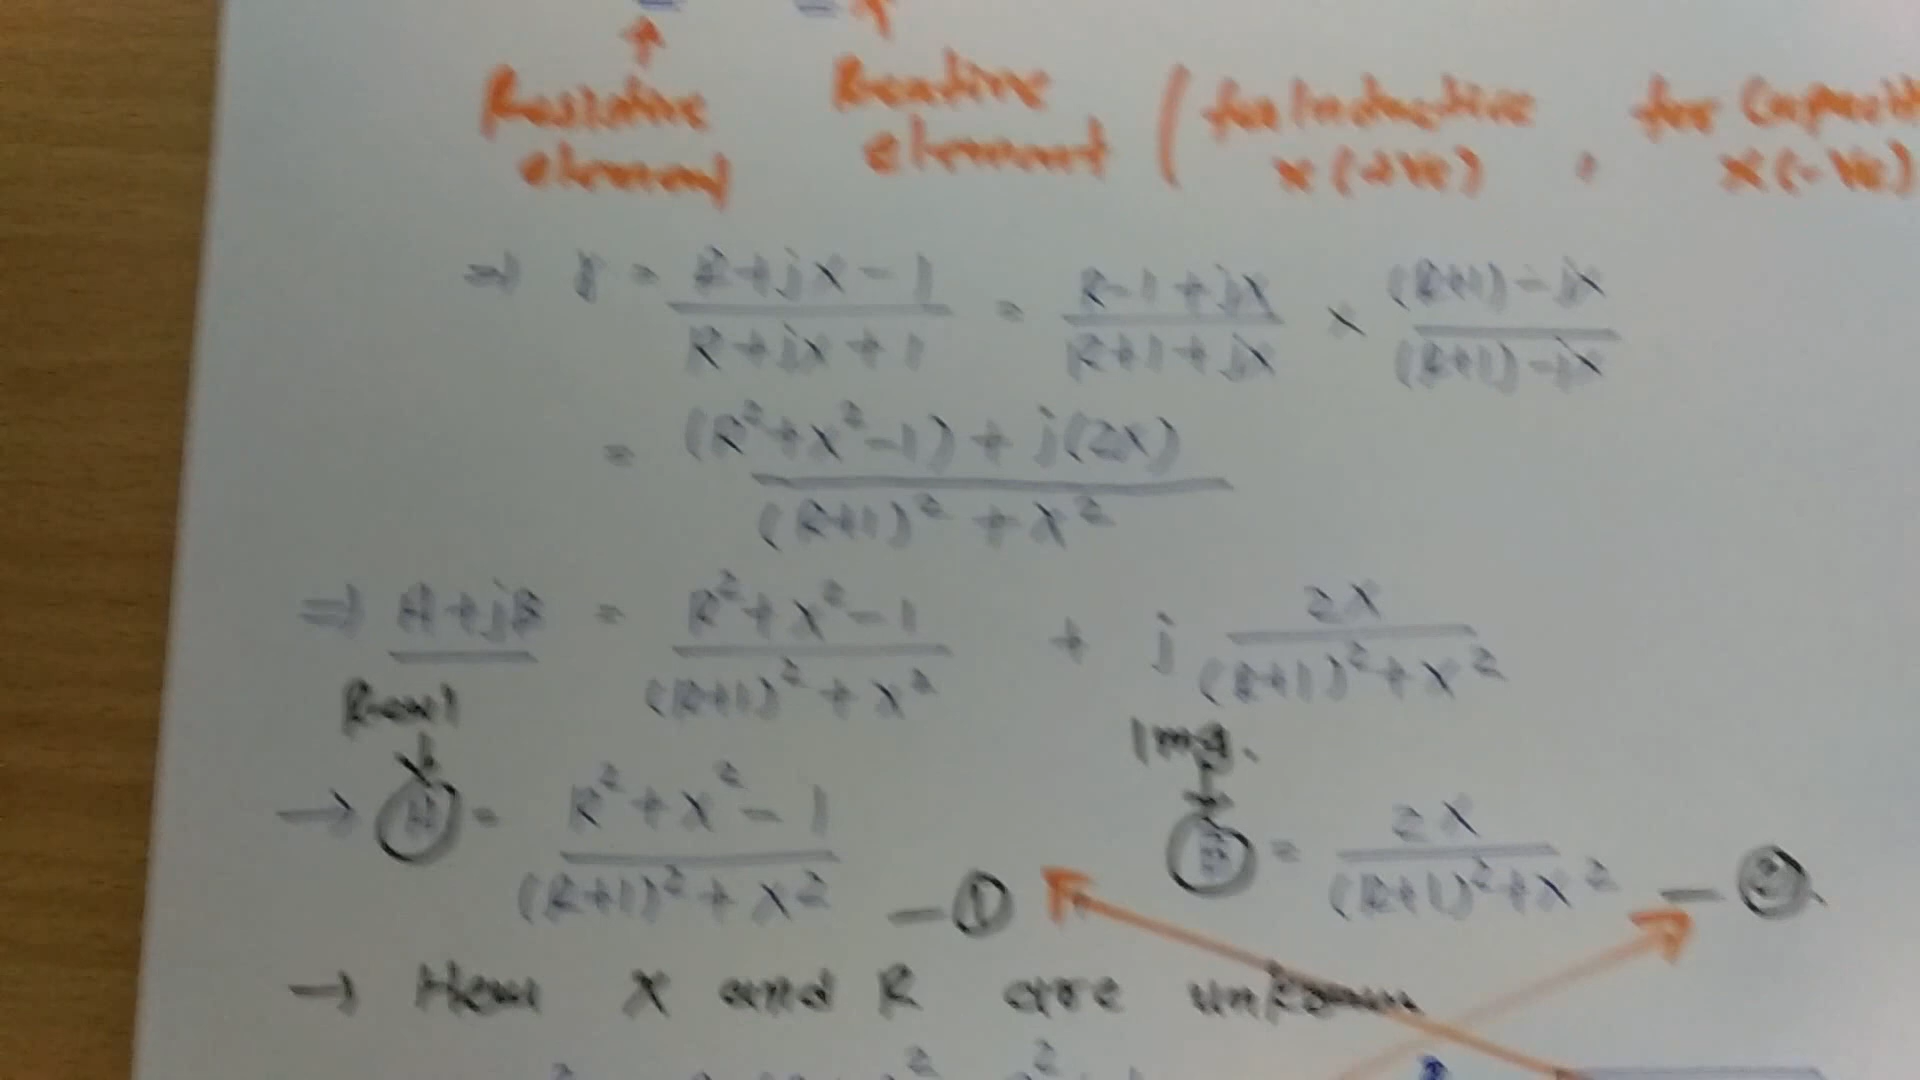 Resistive Reactive ( for Inductive , for Capacit
element element x (+ve) x (-ve)
⇒ γ = R+jX-1 / R+jX+1 = R-1+jX / R+1+jX × (R+1)-jX / (R+1)-jX
= (R²+X²-1) + j(2X) / (R+1)² + X²
⇒ A+jB = R²+X²-1 / (R+1)²+X² + j 2X / (R+1)²+X²
Real Img.
→ A = R²+X²-1 / (R+1)²+X² — ① B = 2X / (R+1)²+X² — ②
→ Here X and R are unknown